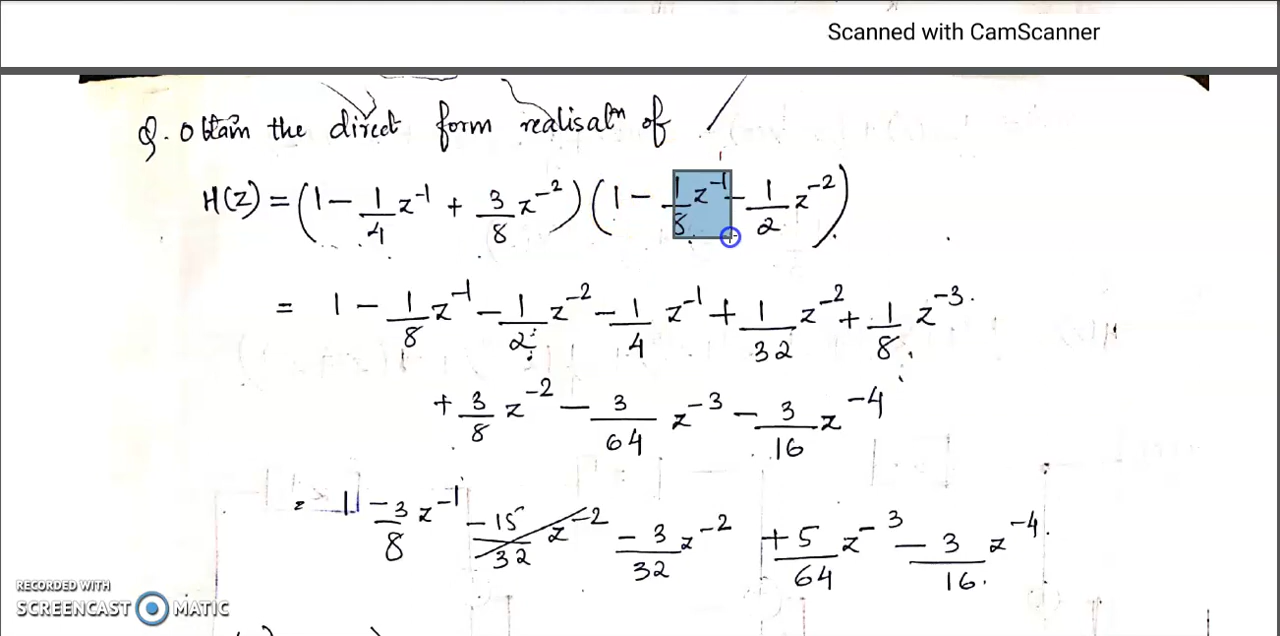 Scanned with CamScanner
Q. Obtain the direct form realisatⁿ of
H(z) = (1 - 1/4 z⁻¹ + 3/8 z⁻²) (1 - 1/8 z⁻¹ - 1/2 z⁻²)
= 1 - 1/8 z⁻¹ - 1/2 z⁻² - 1/4 z⁻¹ + 1/32 z⁻² + 1/8 z⁻³
+ 3/8 z⁻² - 3/64 z⁻³ - 3/16 z⁻⁴
= 1 - 3/8 z⁻¹ - 15/32 z⁻² - 3/32 z⁻² + 5/64 z⁻³ - 3/16 z⁻⁴.
RECORDED WITH
SCREENCAST MATIC